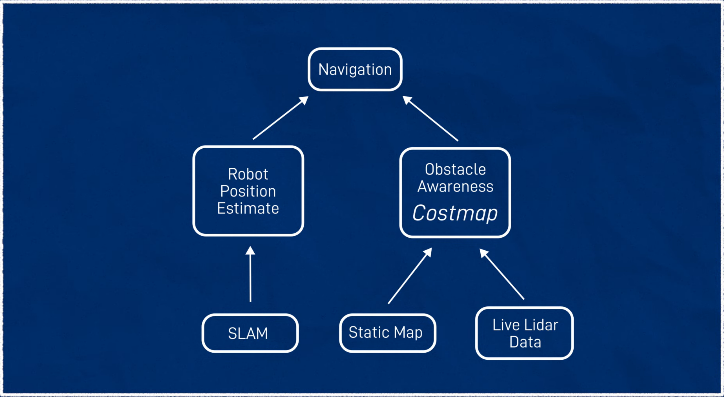 Navigation
Robot
Position
Estimate
Obstacle
Awareness
Costmap
SLAM
Static Map
Live Lidar
Data